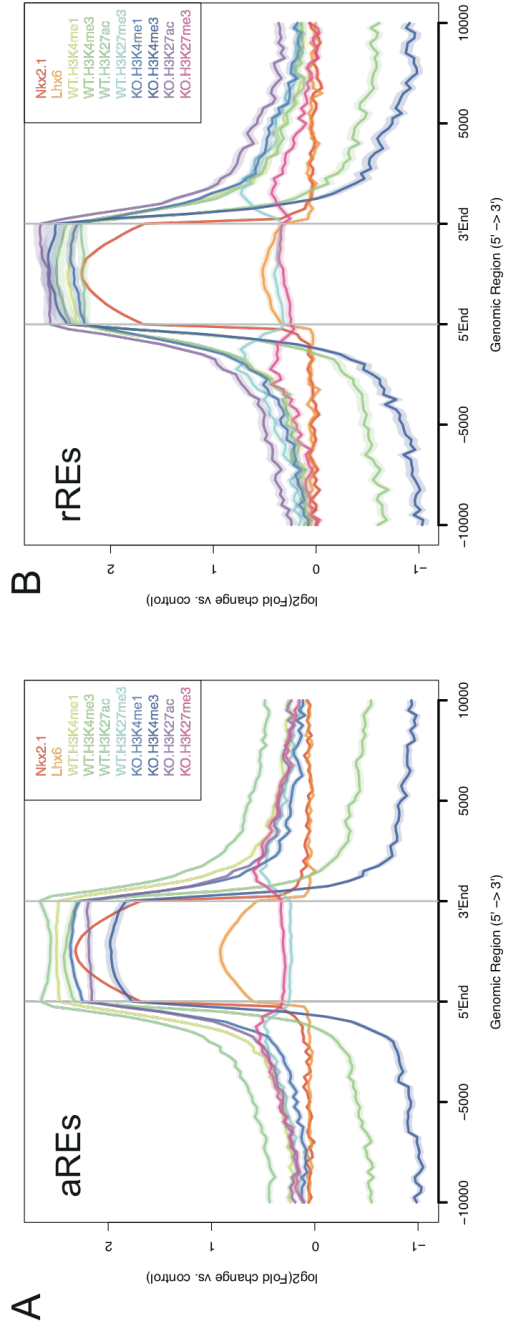 A
aREs
Nkx2.1
Lhx6
WT.H3K4me1
WT.H3K4me3
WT.H3K27ac
WT.H3K27me3
KO.H3K4me1
KO.H3K4me3
KO.H3K27ac
KO.H3K27me3
log2(Fold change vs. control)
2
1
0
−1
−10000
−5000
5'End
3'End
5000
10000
Genomic Region (5' −> 3')
B
rREs
Nkx2.1
Lhx6
WT.H3K4me1
WT.H3K4me3
WT.H3K27ac
WT.H3K27me3
KO.H3K4me1
KO.H3K4me3
KO.H3K27ac
KO.H3K27me3
log2(Fold change vs. control)
2
1
0
−1
−10000
−5000
5'End
3'End
5000
10000
Genomic Region (5' −> 3')